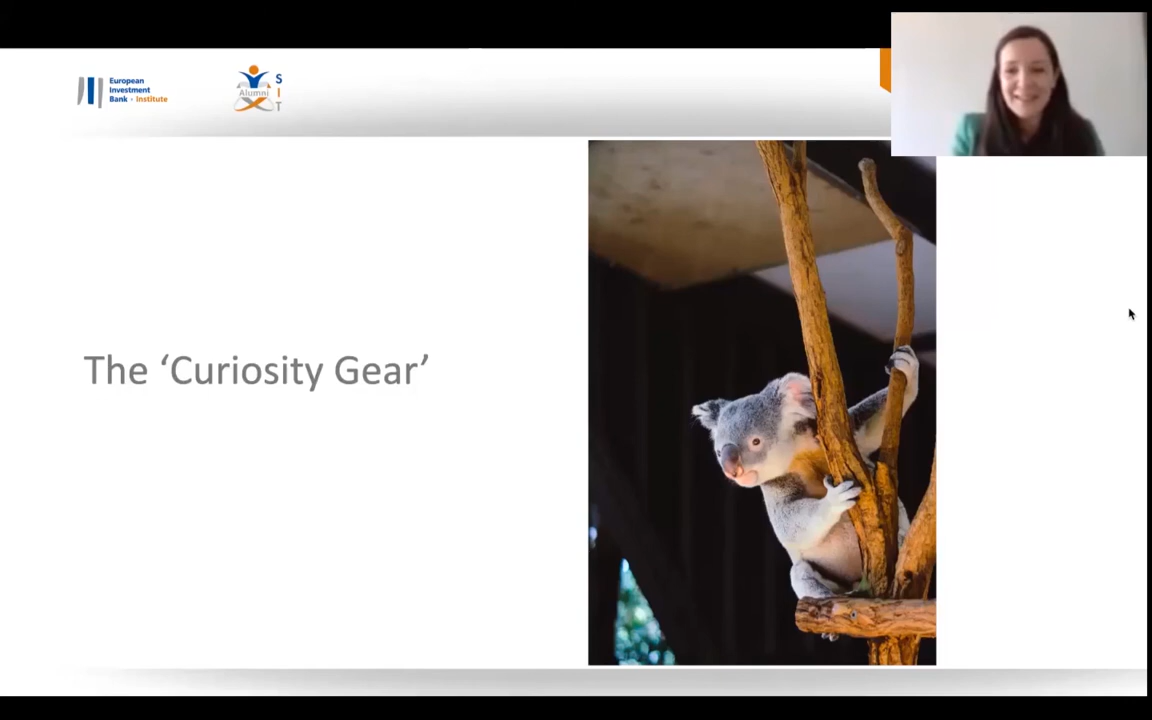 European
Investment
Bank • Institute
Alumni
S
I
T
The ‘Curiosity Gear’